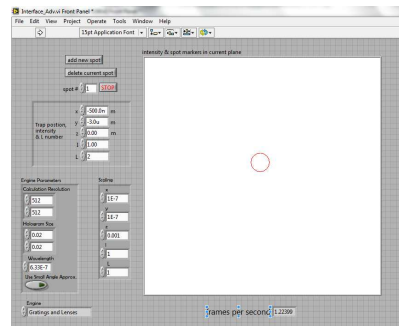 Interface_Adv.vi Front Panel *
File Edit View Project Operate Tools Window Help
15pt Application Font
intensity & spot markers in current plane
add new spot
delete current spot
spot # 1 STOP
Trap position, intensity & L number
x -500.0n m
y -3.0u m
z 0.00 m
I 1.00
L 2
Engine Parameters
Calculation Resolution
512
512
Hologram Size
0.02
0.02
Wavelength
6.33E-7
Use Small Angle Approx.
Scaling
x
1E-7
y
1E-7
z
0.001
I
1
L
1
Engine
Gratings and Lenses
frames per second 1.22399